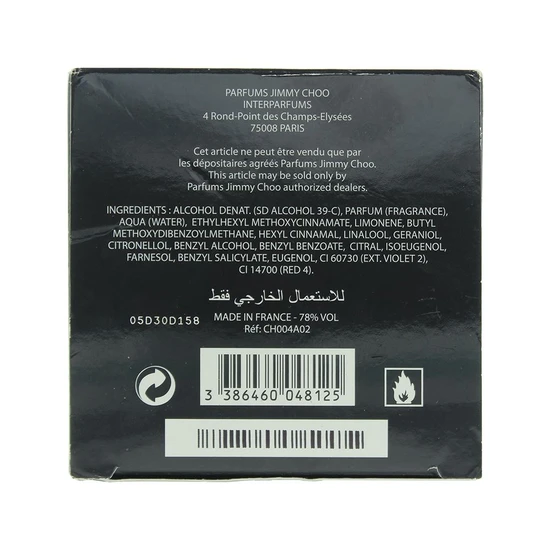 PARFUMS JIMMY CHOO
INTERPARFUMS
4 Rond-Point des Champs-Elysées
75008 PARIS
Cet article ne peut être vendu que par
les dépositaires agréés Parfums Jimmy Choo.
This article may be sold only by
Parfums Jimmy Choo authorized dealers.
INGREDIENTS : ALCOHOL DENAT. (SD ALCOHOL 39-C), PARFUM (FRAGRANCE),
AQUA (WATER), ETHYLHEXYL METHOXYCINNAMATE, LIMONENE, BUTYL
METHOXYDIBENZOYLMETHANE, HEXYL CINNAMAL, LINALOOL, GERANIOL,
CITRONELLOL, BENZYL ALCOHOL, BENZYL BENZOATE, CITRAL, ISOEUGENOL,
FARNESOL, BENZYL SALICYLATE, EUGENOL, CI 60730 (EXT. VIOLET 2),
CI 14700 (RED 4).
للاستعمال الخارجي فقط
05D30D158
MADE IN FRANCE - 78% VOL
Réf: CH004A02
3 386460 048125